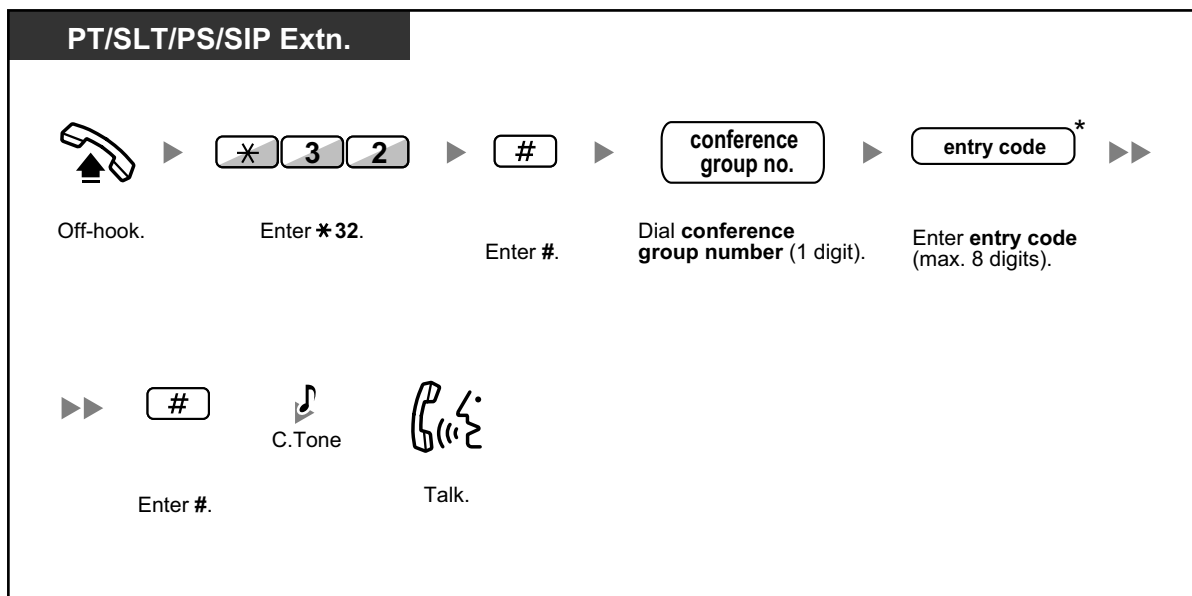 PT/SLT/PS/SIP Extn.
* 3 2
#
conference
group no.
entry code*
Off-hook.
Enter *32.
Enter #.
Dial conference
group number (1 digit).
Enter entry code
(max. 8 digits).
#
C.Tone
Enter #.
Talk.